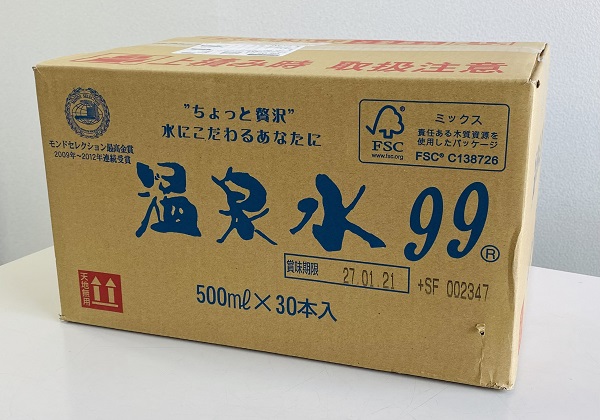 上積み時 取扱注意
"ちょっと贅沢"
水にこだわるあなたに
モンドセレクション最高金賞
2009年〜2012年連続受賞
FSC
www.fsc.org
ミックス
責任ある木質資源を
使用したパッケージ
FSC® C138726
温泉水99®
賞味期限 27.01.21 +SF 002347
天地無用
500mℓ×30本入